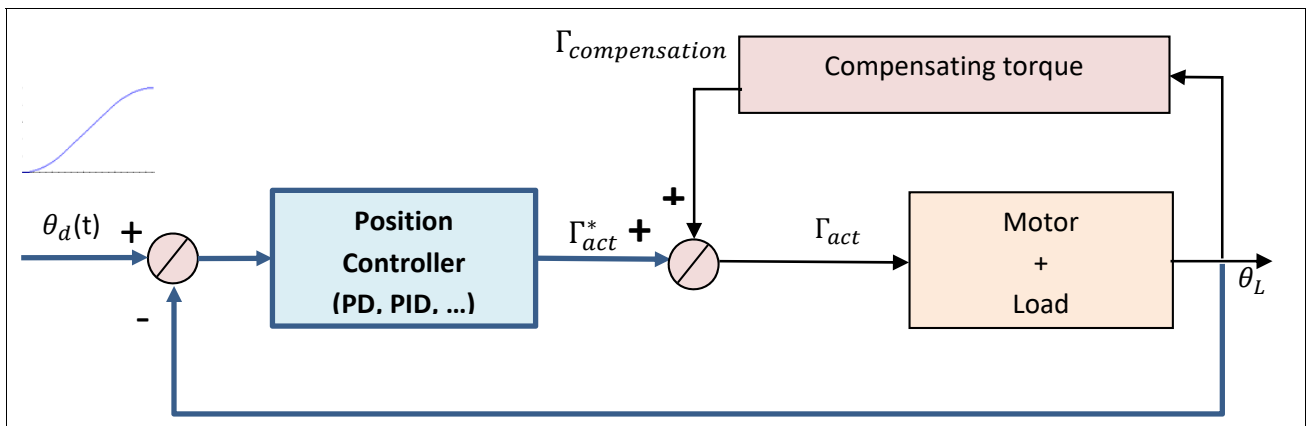 Γcompensation
Compensating torque
θd(t)
+
-
Position
Controller
(PD, PID, ...)
Γ*act
+
+
Γact
Motor
+
Load
θL